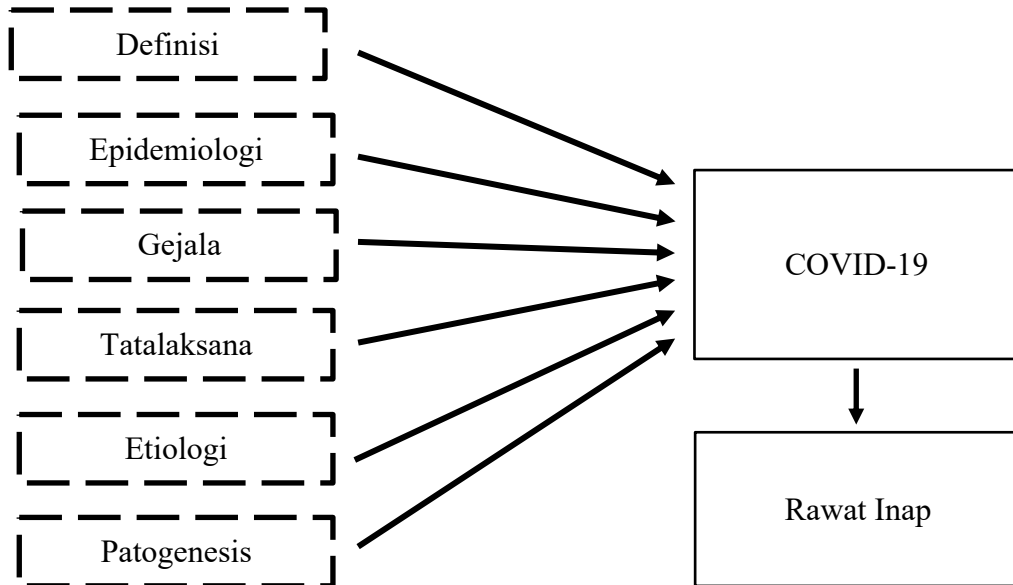 Definisi
Epidemiologi
Gejala
Tatalaksana
Etiologi
Patogenesis
COVID-19
Rawat Inap